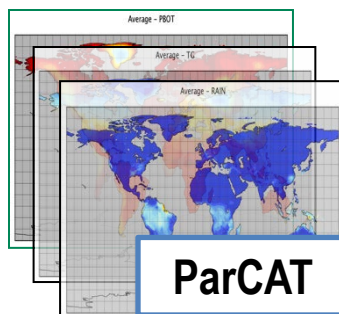 Average - PBOT
Average - TG
Average - RAIN
ParCAT